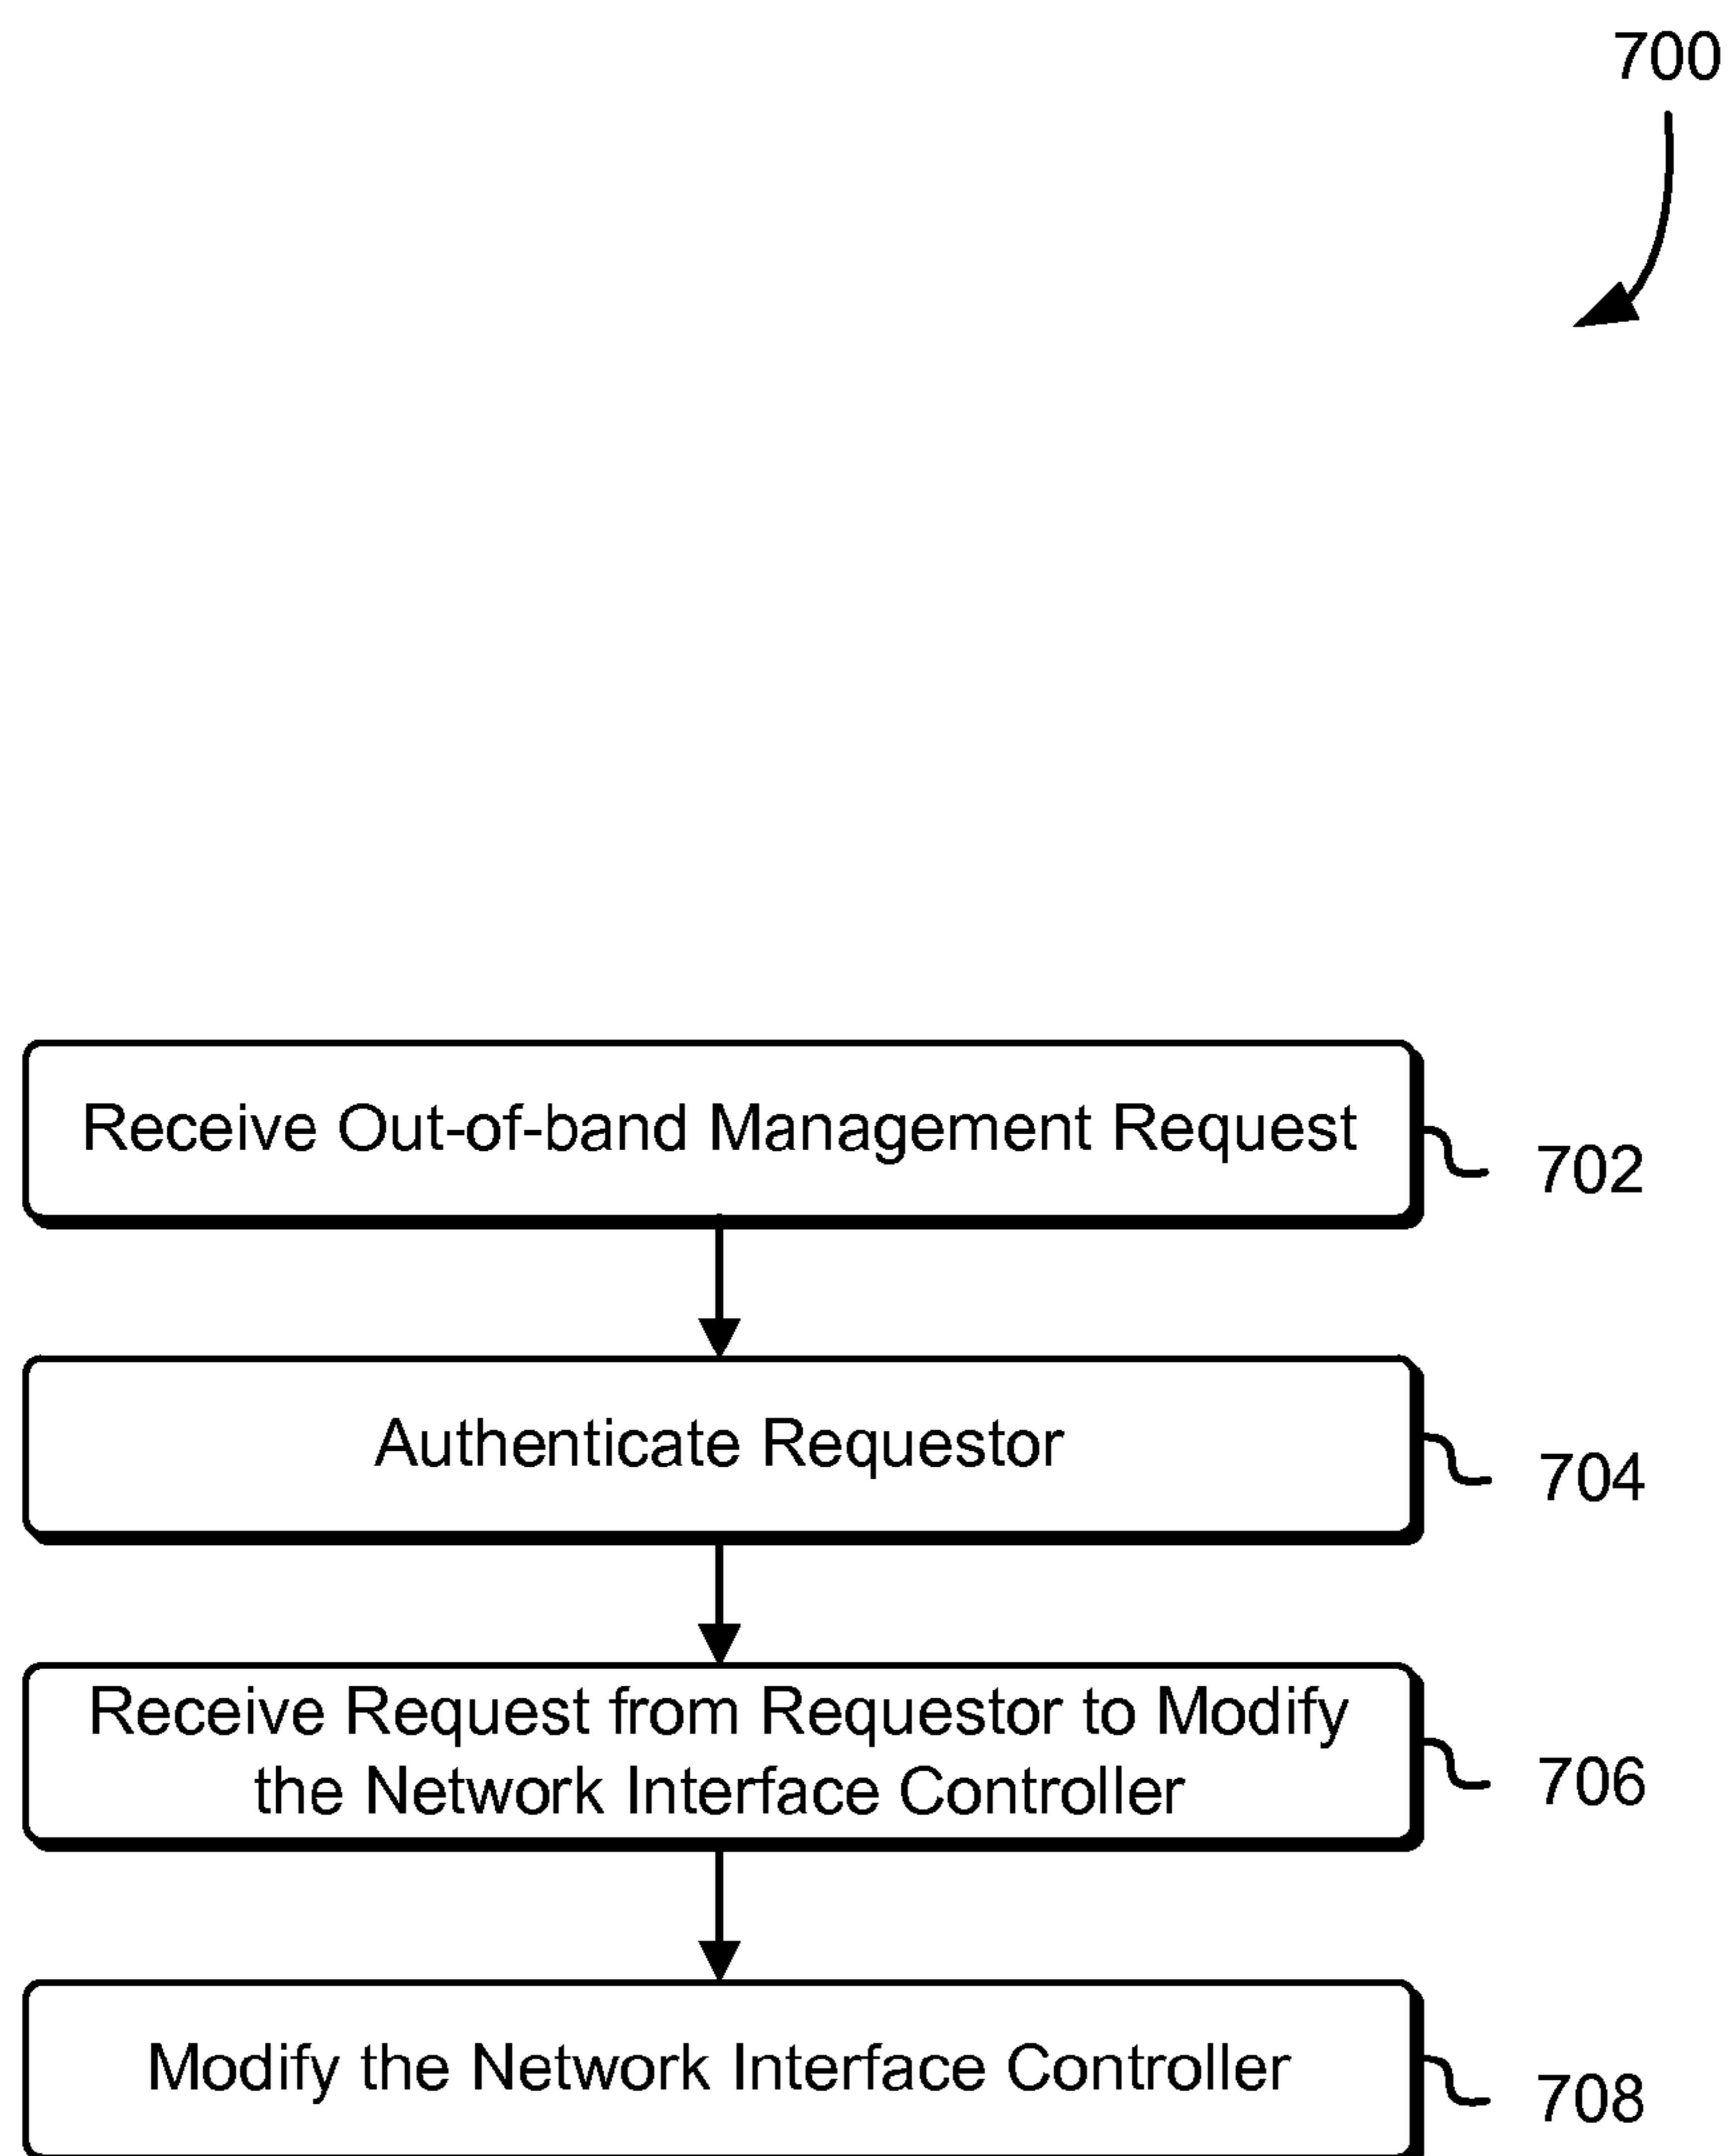 700
Receive Out-of-band Management Request
702
Authenticate Requestor
704
Receive Request from Requestor to Modify
the Network Interface Controller
706
Modify the Network Interface Controller
708